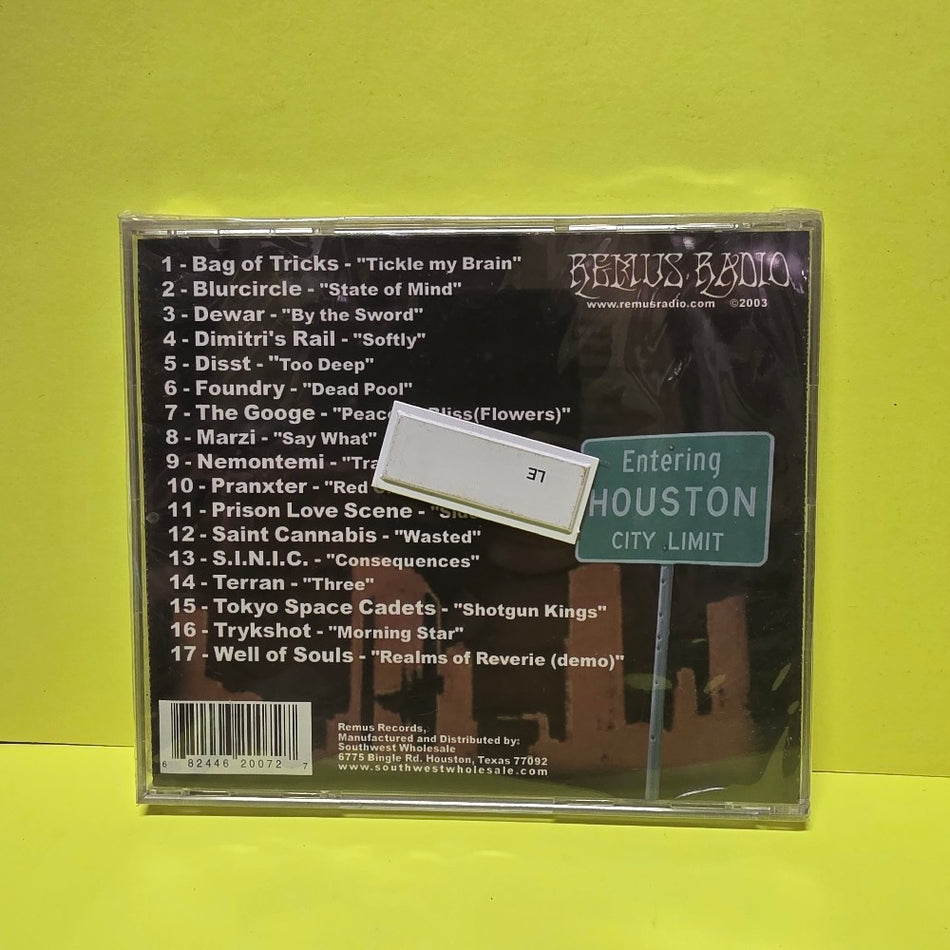 1 - Bag of Tricks - "Tickle my Brain"
2 - Blurcircle - "State of Mind"
3 - Dewar - "By the Sword"
4 - Dimitri's Rail - "Softly"
5 - Disst - "Too Deep"
6 - Foundry - "Dead Pool"
7 - The Googe - (Flowers)"
8 - Marzi - "Say What"
9 - Nemontemi -
10 - Pranxter - "Red
11 - Prison Love Scene -
12 - Saint Cannabis - "Wasted"
13 - S.I.N.I.C. - "Consequences"
14 - Terran - "Three"
15 - Tokyo Space Cadets - "Shotgun Kings"
16 - Trykshot - "Morning Star"
17 - Well of Souls - "Realms of Reverie (demo)"
REMUS RADIO
www.remusradio.com ©2003
LE
Entering
HOUSTON
CITY LIMIT
6 82446 20072 7
Remus Records,
Manufactured and Distributed by:
Southwest Wholesale
6775 Bingle Rd. Houston, Texas 77092
www.southwestwholesale.com